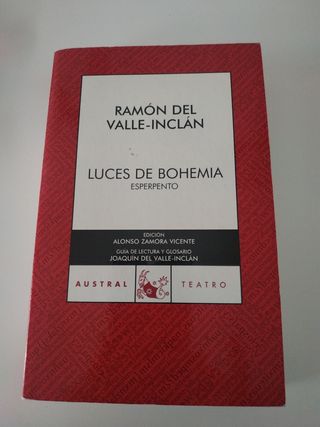 RAMÓN DEL
VALLE-INCLÁN
LUCES DE BOHEMIA
ESPERPENTO
EDICIÓN
ALONSO ZAMORA VICENTE
GUÍA DE LECTURA Y GLOSARIO
JOAQUÍN DEL VALLE-INCLÁN
AUSTRAL TEATRO